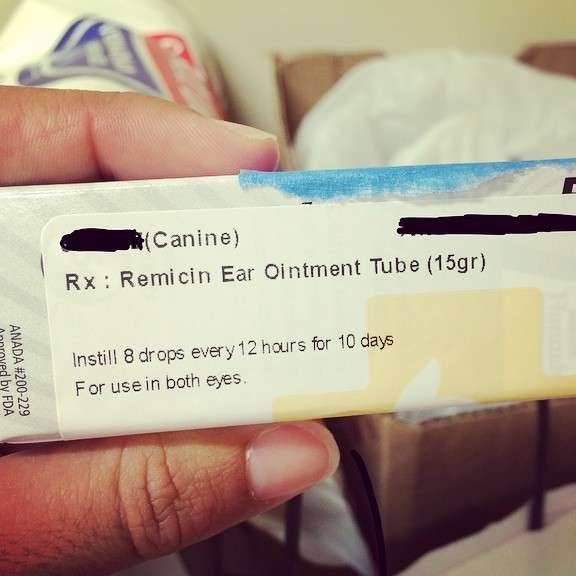 (Canine)
Rx : Remicin Ear Ointment Tube (15gr)
Instill 8 drops every 12 hours for 10 days
For use in both eyes.
ANADA #200-229
Approved by FDA